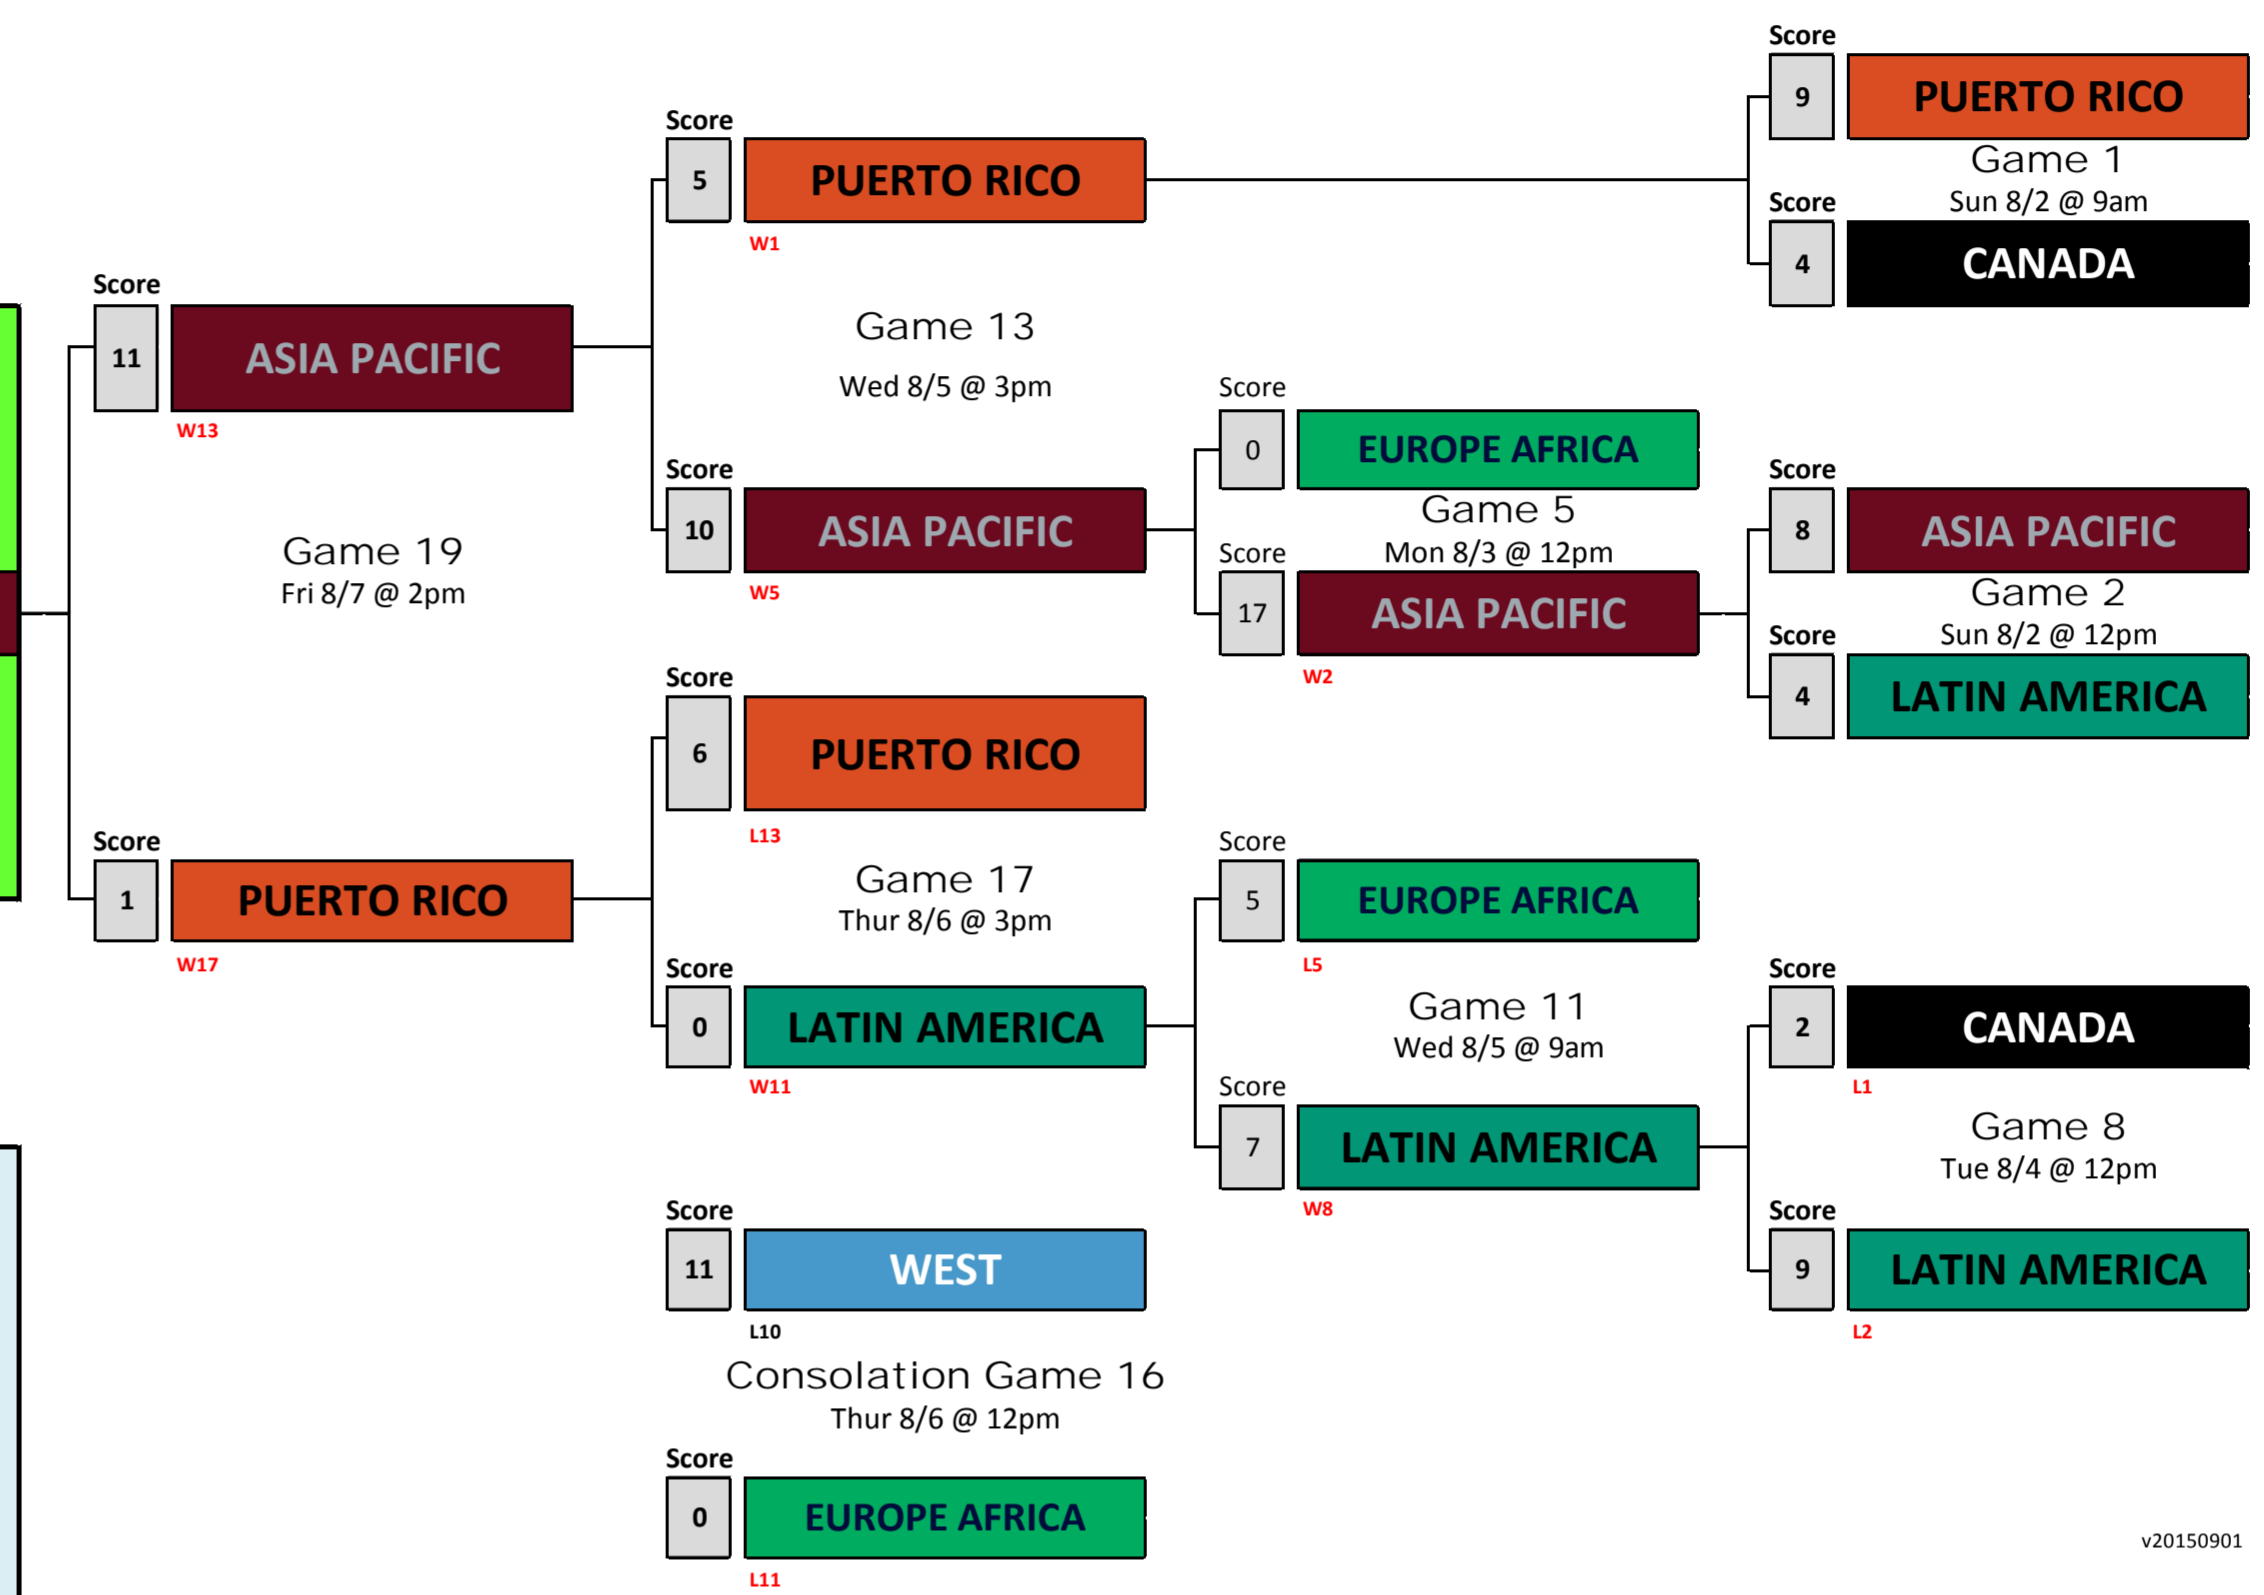 Score
9
PUERTO RICO
Game 1
Sun 8/2 @ 9am
Score
4
CANADA
Score
5
PUERTO RICO
W1
Game 13
Wed 8/5 @ 3pm
Score
10
ASIA PACIFIC
W5
Score
11
ASIA PACIFIC
W13
Game 19
Fri 8/7 @ 2pm
Score
1
PUERTO RICO
W17
Score
0
EUROPE AFRICA
Game 5
Mon 8/3 @ 12pm
Score
17
ASIA PACIFIC
W2
Score
8
ASIA PACIFIC
Game 2
Sun 8/2 @ 12pm
Score
4
LATIN AMERICA
Score
6
PUERTO RICO
L13
Game 17
Thur 8/6 @ 3pm
Score
0
LATIN AMERICA
W11
Score
5
EUROPE AFRICA
L5
Game 11
Wed 8/5 @ 9am
Score
7
LATIN AMERICA
W8
Score
2
CANADA
L1
Game 8
Tue 8/4 @ 12pm
Score
9
LATIN AMERICA
L2
Score
11
WEST
L10
Consolation Game 16
Thur 8/6 @ 12pm
Score
0
EUROPE AFRICA
L11
v20150901